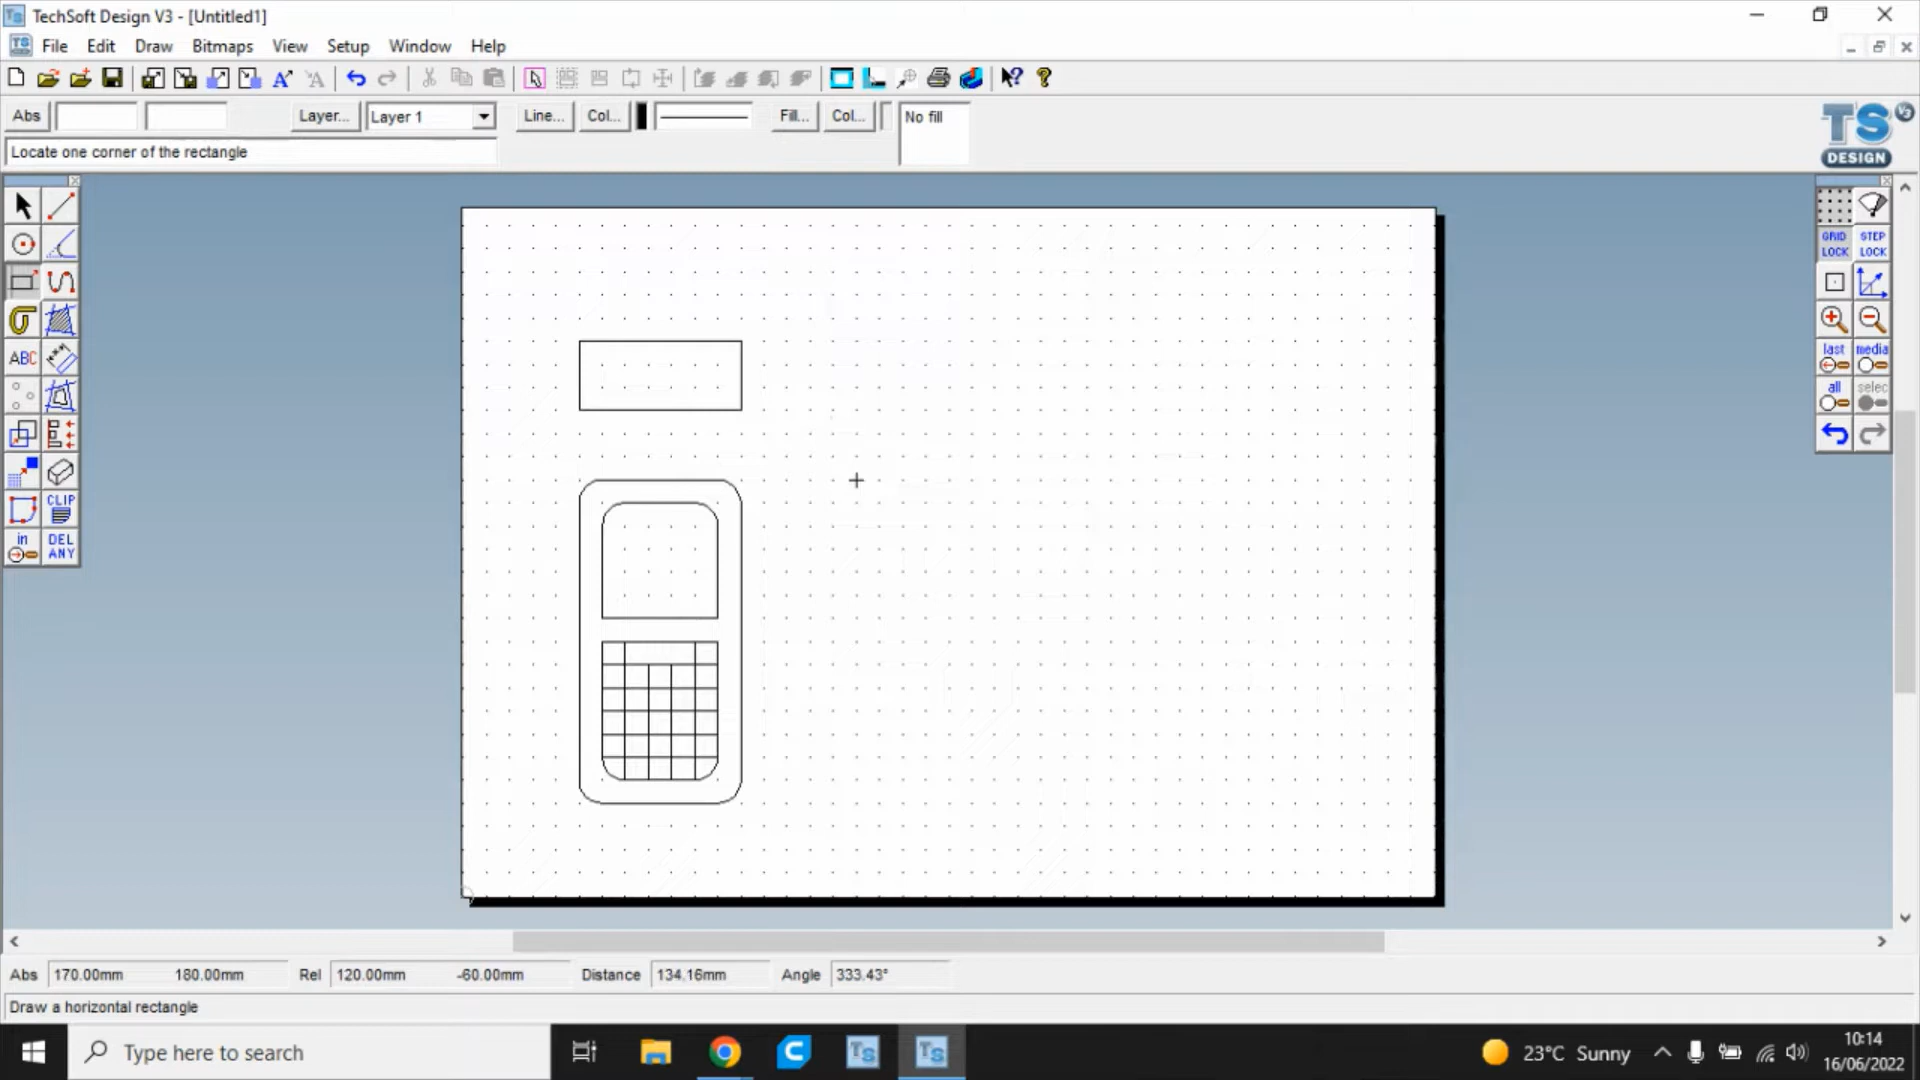 TechSoft Design V3 - [Untitled1]
File Edit Draw Bitmaps View Setup Window Help
Abs Layer... Layer 1 Line... Col... Fill... Col... No fill
Locate one corner of the rectangle
TS V3
DESIGN
GRID LOCK STEP LOCK
ABC
last media
all selec
CLIP
in DEL ANY
Abs 170.00mm 180.00mm Rel 120.00mm -60.00mm Distance 134.16mm Angle 333.43°
Draw a horizontal rectangle
Type here to search
23°C Sunny
10:14
16/06/2022